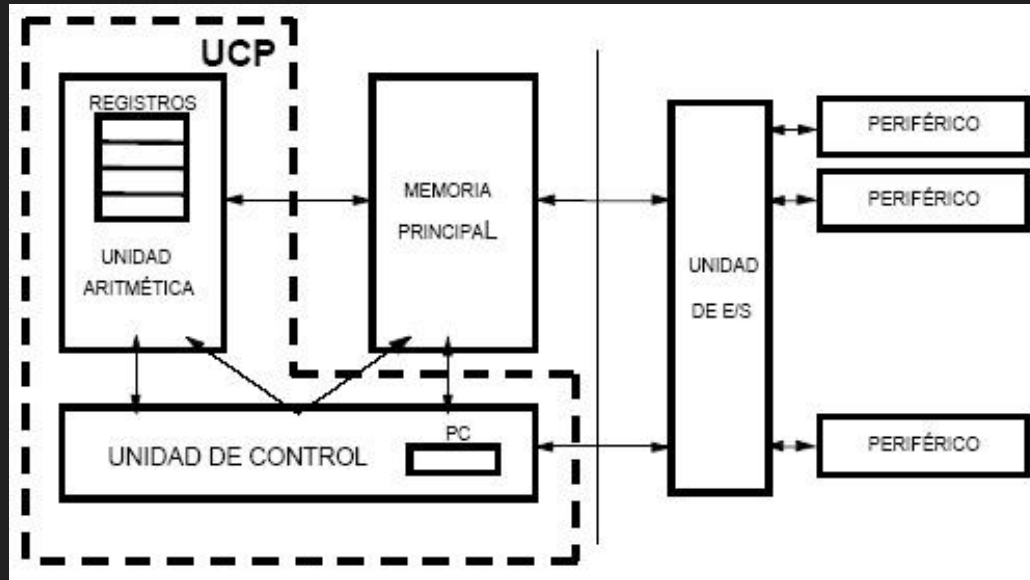 UCP
REGISTROS
UNIDAD
ARITMÉTICA
MEMORIA
PRINCIPAL
UNIDAD DE CONTROL
PC
UNIDAD
DE E/S
PERIFÉRICO
PERIFÉRICO
PERIFÉRICO